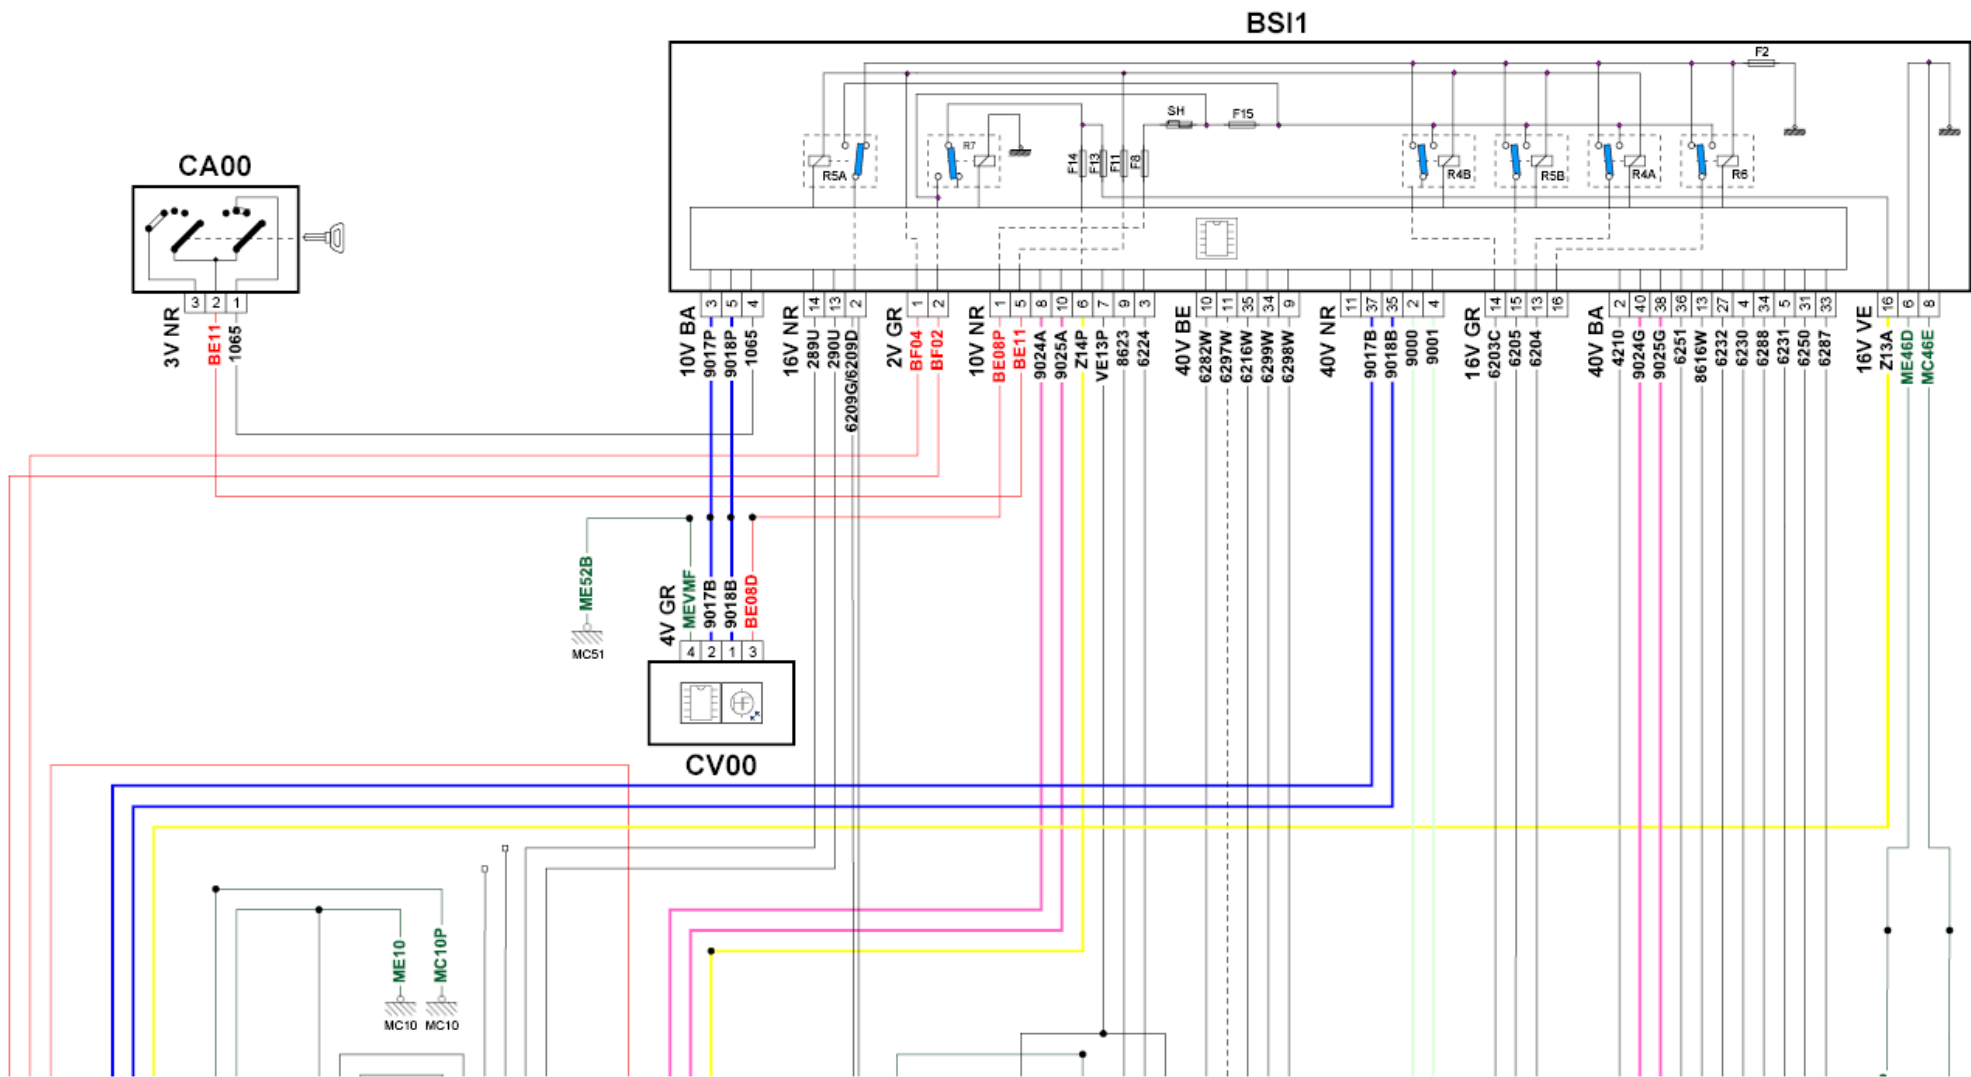 BSI1
F2
SH
F15
R5A
R7
F14
F13
F11
F8
R4B
R5B
R4A
R6
CA00
3 2 1
3V NR
BE11
1065
3 5 4
10V BA
9017P
9018P
1065
14 13 2
16V NR
289U
290U
6209G/6209D
1 2
2V GR
BF04
BF02
1 5 8 10 6 7 9 3
10V NR
BE08P
BE11
9024A
9025A
Z14P
VE13P
8623
6224
10 11 35 34 9
40V BE
6282W
6297W
6216W
6299W
6298W
11 37 35 2 4
40V NR
9017B
9018B
9000
9001
14 15 13 16
16V GR
6203C
6205
6204
2 40 38 36 13 27 4 34 5 31 33
40V BA
4210
9024G
9025G
6251
8616W
6232
6230
6288
6231
6250
6287
16 6 8
16V VE
Z13A
ME46D
MC46E
ME52B
MC51
4V GR
MEVMF
9017B
9018B
BE08D
4 2 1 3
CV00
ME10
MC10P
MC10 MC10